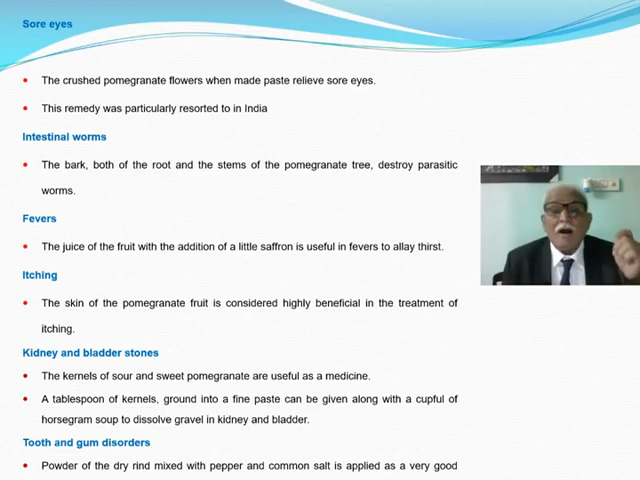 Sore eyes
The crushed pomegranate flowers when made paste relieve sore eyes.
This remedy was particularly resorted to in India
Intestinal worms
The bark, both of the root and the stems of the pomegranate tree, destroy parasitic
worms.
Fevers
The juice of the fruit with the addition of a little saffron is useful in fevers to allay thirst.
Itching
The skin of the pomegranate fruit is considered highly beneficial in the treatment of
itching.
Kidney and bladder stones
The kernels of sour and sweet pomegranate are useful as a medicine.
A tablespoon of kernels, ground into a fine paste can be given along with a cupful of
horsegram soup to dissolve gravel in kidney and bladder.
Tooth and gum disorders
Powder of the dry rind mixed with pepper and common salt is applied as a very good